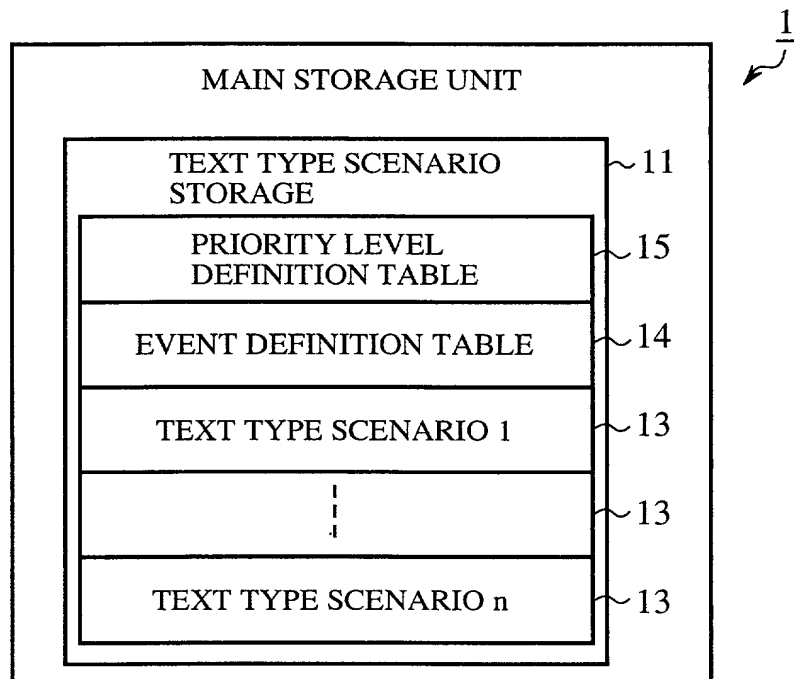 1
MAIN STORAGE UNIT
TEXT TYPE SCENARIO
STORAGE
11
PRIORITY LEVEL
DEFINITION TABLE
15
EVENT DEFINITION TABLE
14
TEXT TYPE SCENARIO 1
13
13
TEXT TYPE SCENARIO n
13